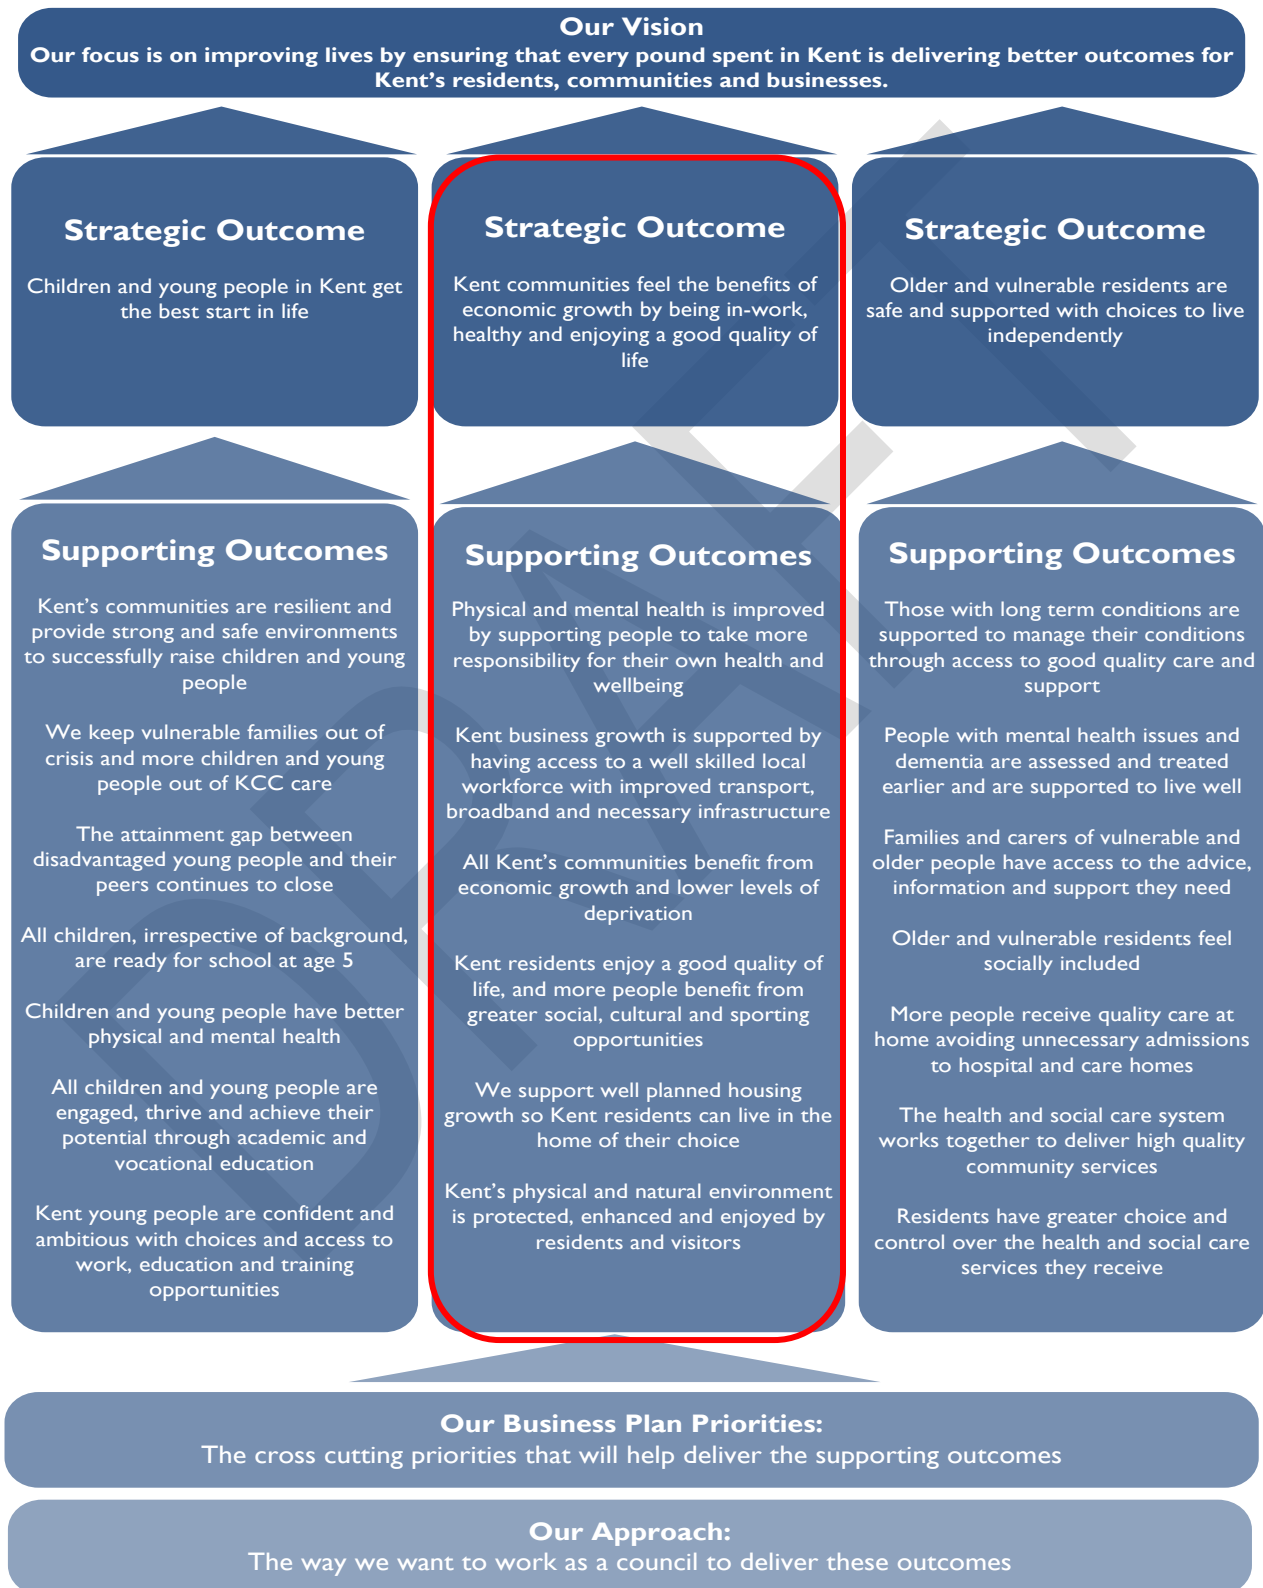 Our Vision
Our focus is on improving lives by ensuring that every pound spent in Kent is delivering better outcomes for
Kent's residents, communities and businesses.
Strategic Outcome
Children and young people in Kent get
the best start in life
Strategic Outcome
Kent communities feel the benefits of
economic growth by being in-work,
healthy and enjoying a good quality of
life
Strategic Outcome
Older and vulnerable residents are
safe and supported with choices to live
independently
Supporting Outcomes
Kent's communities are resilient and
provide strong and safe environments
to successfully raise children and young
people
We keep vulnerable families out of
crisis and more children and young
people out of KCC care
The attainment gap between
disadvantaged young people and their
peers continues to close
All children, irrespective of background,
are ready for school at age 5
Children and young people have better
physical and mental health
All children and young people are
engaged, thrive and achieve their
potential through academic and
vocational education
Kent young people are confident and
ambitious with choices and access to
work, education and training
opportunities
Supporting Outcomes
Physical and mental health is improved
by supporting people to take more
responsibility for their own health and
wellbeing
Kent business growth is supported by
having access to a well skilled local
workforce with improved transport,
broadband and necessary infrastructure
All Kent's communities benefit from
economic growth and lower levels of
deprivation
Kent residents enjoy a good quality of
life, and more people benefit from
greater social, cultural and sporting
opportunities
We support well planned housing
growth so Kent residents can live in the
home of their choice
Kent's physical and natural environment
is protected, enhanced and enjoyed by
residents and visitors
Supporting Outcomes
Those with long term conditions are
supported to manage their conditions
through access to good quality care and
support
People with mental health issues and
dementia are assessed and treated
earlier and are supported to live well
Families and carers of vulnerable and
older people have access to the advice,
information and support they need
Older and vulnerable residents feel
socially included
More people receive quality care at
home avoiding unnecessary admissions
to hospital and care homes
The health and social care system
works together to deliver high quality
community services
Residents have greater choice and
control over the health and social care
services they receive
Our Business Plan Priorities:
The cross cutting priorities that will help deliver the supporting outcomes
Our Approach:
The way we want to work as a council to deliver these outcomes
DRAFT